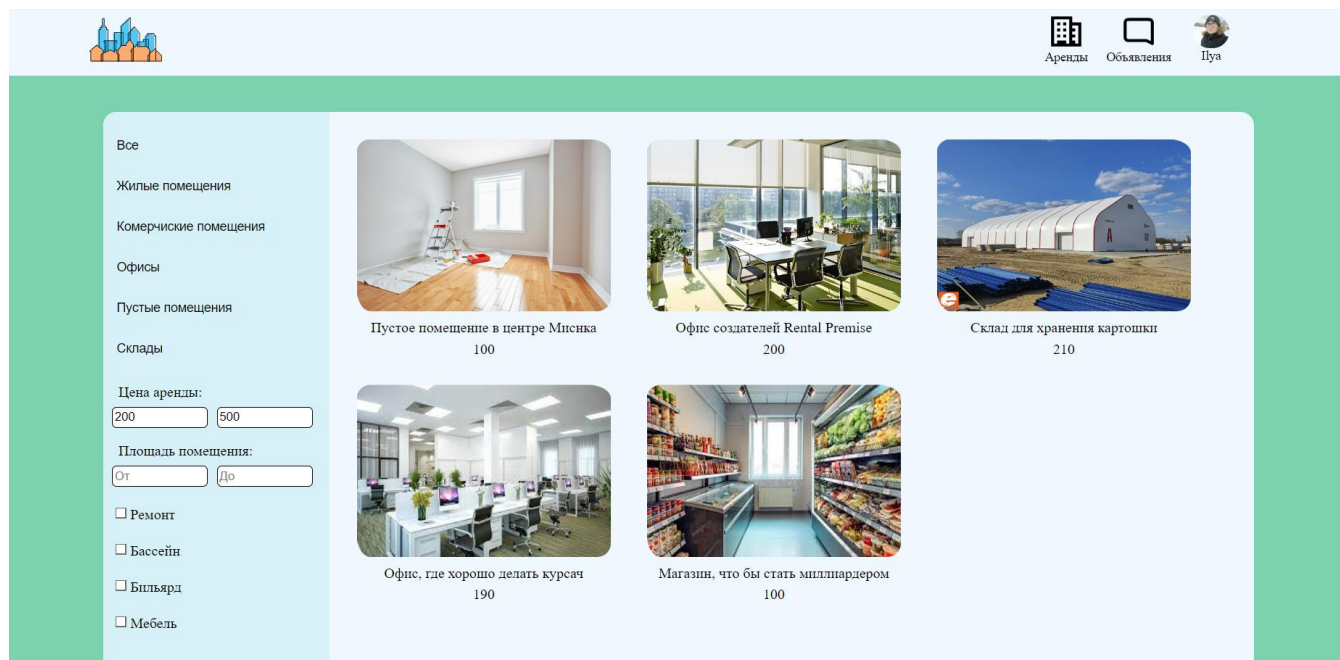 Аренды Объявления Ilya
Все
Жилые помещения
Комерчиские помещения
Офисы
Пустые помещения
Склады
Цена аренды:
200 500
Площадь помещения:
От До
Ремонт
Бассейн
Бильярд
Мебель
Пустое помещение в центре Миснка
100
Офис создателей Rental Premise
200
A
e
Склад для хранения картошки
210
Офис, где хорошо делать курсач
190
Магазин, что бы стать миллиардером
100